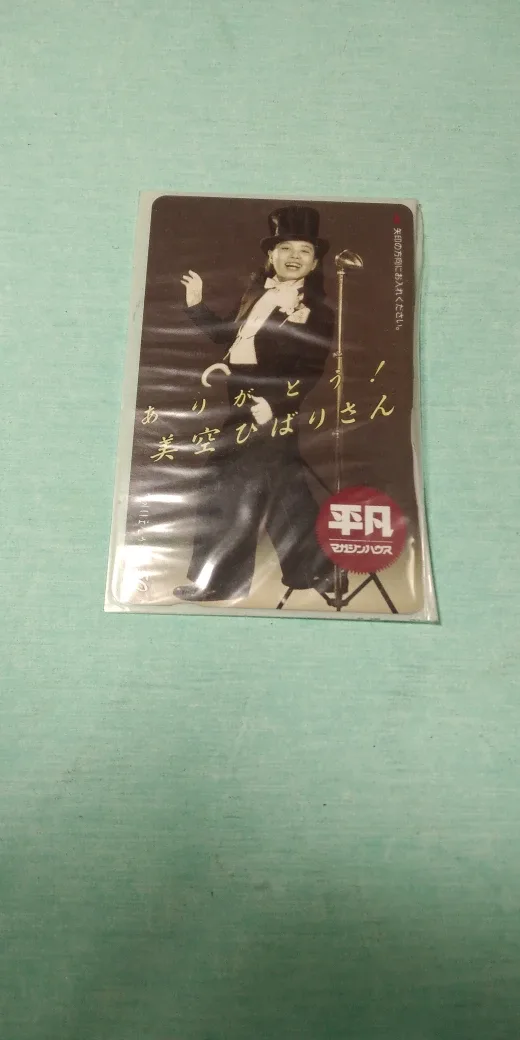 矢印の方向にお入れください。
ありがとう!
美空ひばりさん
平凡
マガジンハウス